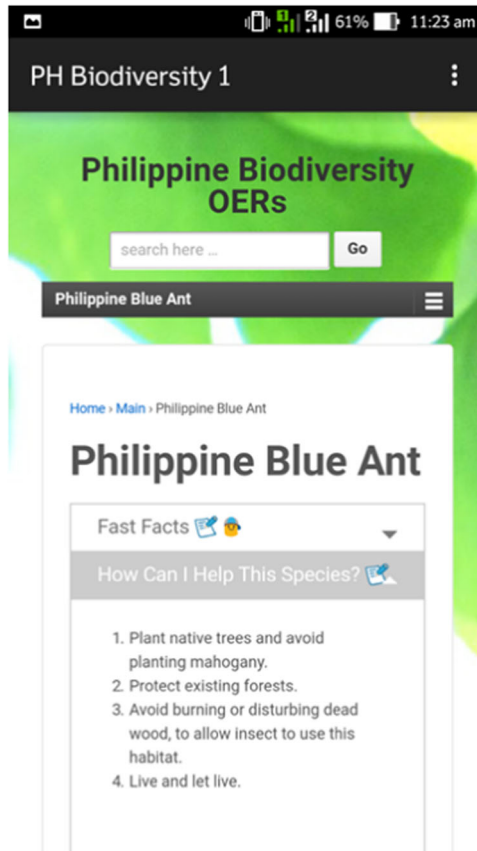 1 2 61% 11:23 am
PH Biodiversity 1
Philippine Biodiversity
OERs
search here ...
Go
Philippine Blue Ant
Home › Main › Philippine Blue Ant
Philippine Blue Ant
Fast Facts
How Can I Help This Species?
1. Plant native trees and avoid
planting mahogany.
2. Protect existing forests.
3. Avoid burning or disturbing dead
wood, to allow insect to use this
habitat.
4. Live and let live.